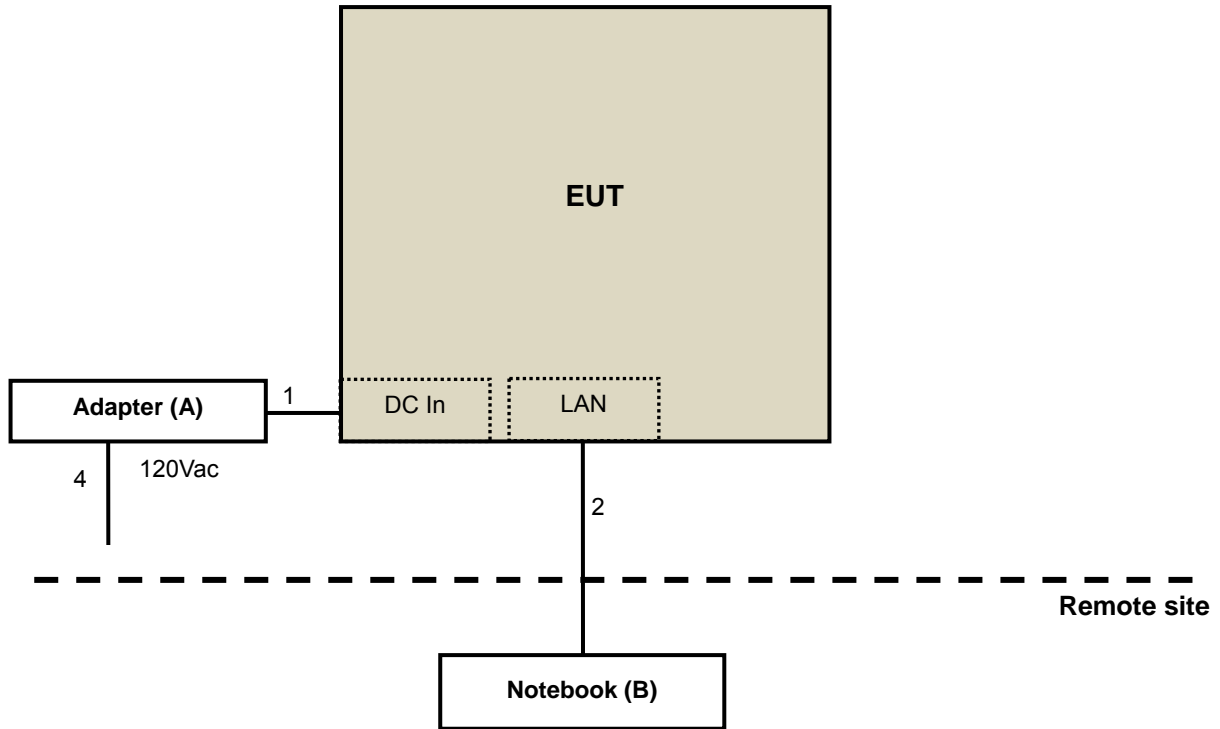 EUT
Adapter (A)
1
DC In
LAN
4
120Vac
2
Remote site
Notebook (B)